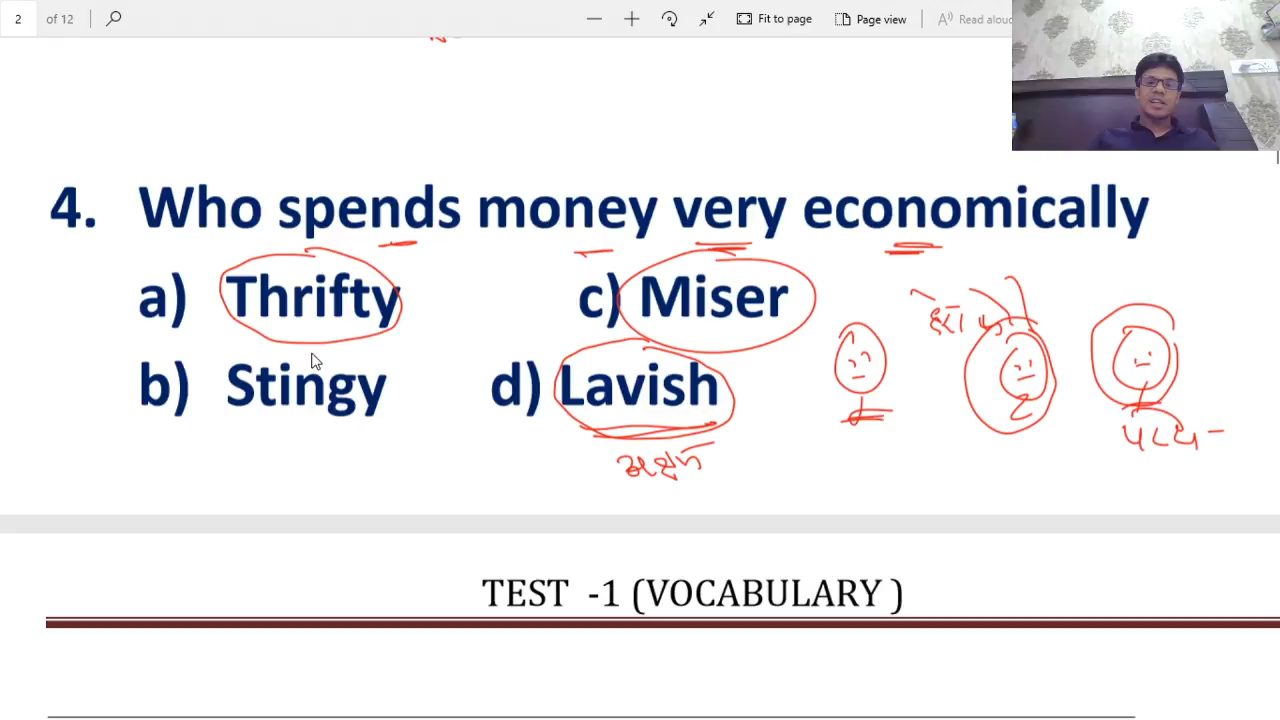 2 of 12 Fit to page Page view Read aloud
4. Who spends money very economically
a) Thrifty c) Miser
b) Stingy d) Lavish
TEST -1 (VOCABULARY )